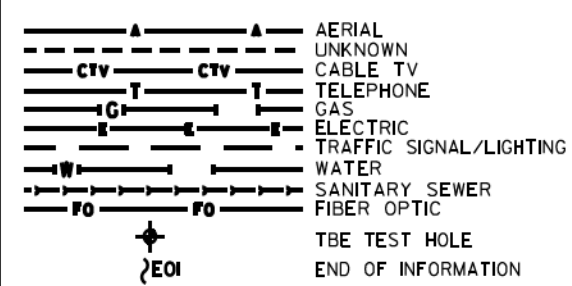 A A AERIAL
UNKNOWN
CTV CTV CABLE TV
T T TELEPHONE
G GAS
E E E ELECTRIC
TRAFFIC SIGNAL/LIGHTING
W WATER
SANITARY SEWER
FO FO FIBER OPTIC
TBE TEST HOLE
EOI END OF INFORMATION